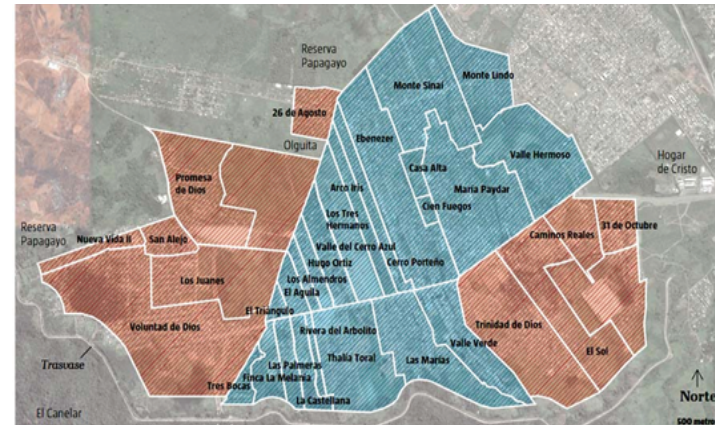 Reserva
Papagayo
Monte Sinai
Monte Lindo
26 de Agosto
Olguita
Ebenezer
Valle Hermoso
Hogar
de Cristo
Promesa
de Dios
Casa Alta
Arco Iris
Maria Paydar
Cien Fuegos
Los Tres
Hermanos
31 de Octubre
Caminos Reales
Reserva
Papagayo
Nueva Vida II
San Alejo
Valle del Cerro Azul
Hugo Ortiz
Cerro Porteño
Los Juanes
Los Almendros
El Aguila
El Triangulo
Voluntad de Dios
Rivera del Arbolito
Trinidad de Dios
Valle Verde
Thalía Toral
Las Marías
El Sol
Trasvase
Las Palmeras
Finca La Melania
Tres Bocas
La Castellana
El Canelar
Norte
500 metro